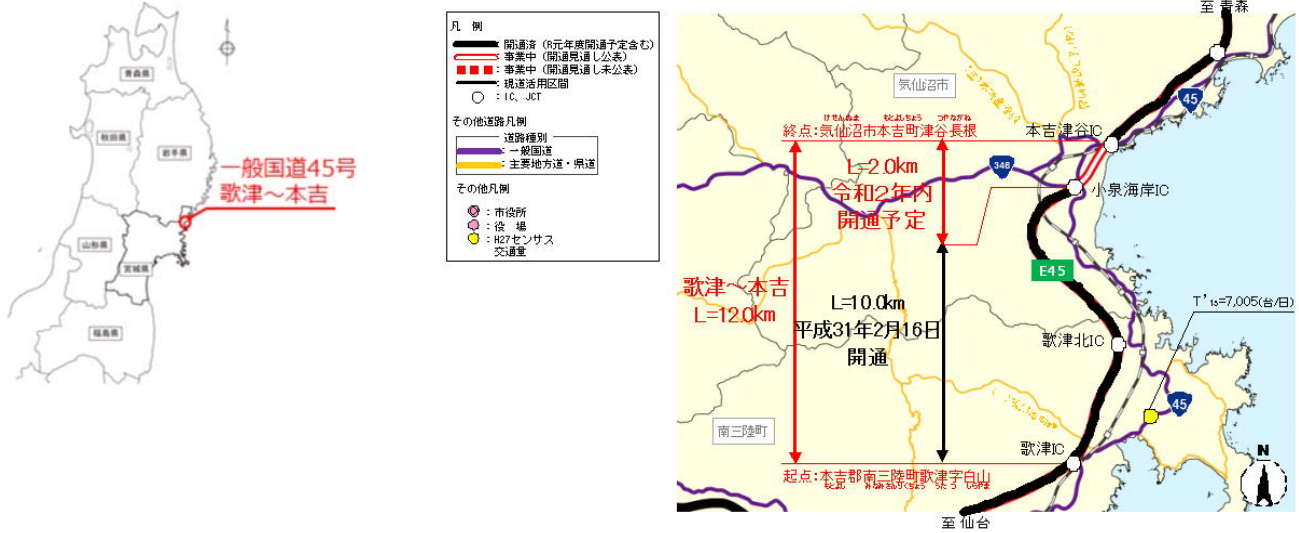 青森県
秋田県
岩手県
一般国道45号
歌津～本吉
山形県
宮城県
福島県
凡 例
: 開通済 (R元年度開通予定含む)
: 事業中 (開通見通し公表)
: 事業中 (開通見通し未公表)
: 現道活用区間
: IC、JCT
その他道路凡例
道路種別
: 一般国道
: 主要地方道・県道
その他凡例
: 市役所
: 役 場
: H27センサス
交通量
至 青森
気仙沼市
45
終点:気仙沼市本吉町津谷長根
本吉津谷IC
346
L=2.0km
令和2年内
開通予定
小泉海岸IC
E45
歌津～本吉
L=12.0km
L=10.0km
平成31年2月16日
開通
T'₁₅=7,005(台/日)
歌津北IC
45
南三陸町
歌津IC
N
起点:本吉郡南三陸町歌津字白山
至 仙台